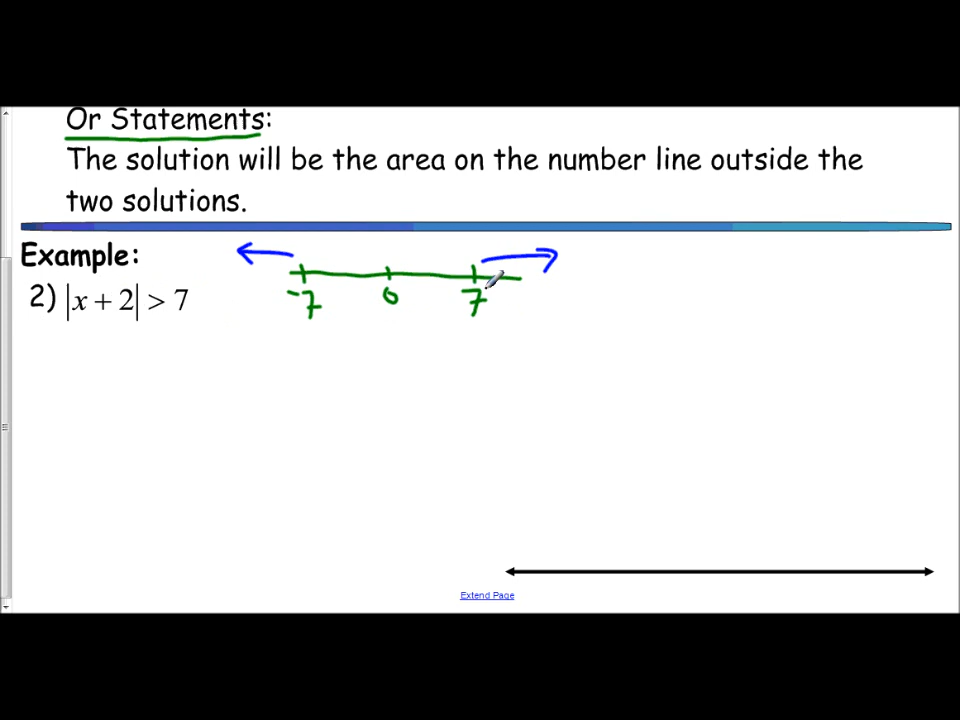 Or Statements:
The solution will be the area on the number line outside the
two solutions.
Example:
2) |x + 2| > 7
-7 0 7
Extend Page